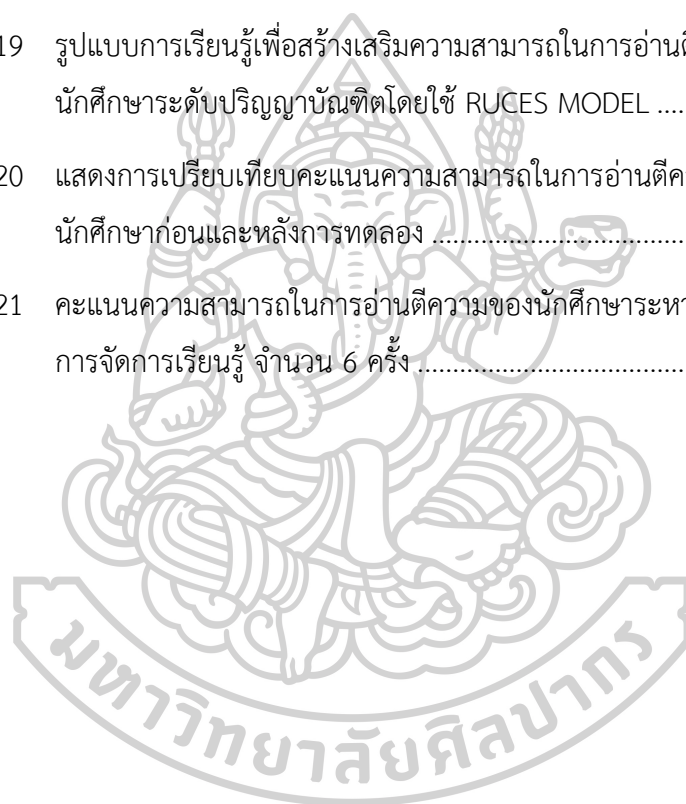 19 รูปแบบการเรียนรู้เพื่อสร้างเสริมความสามารถในการอ่านตี
นักศึกษาระดับปริญญาบัณฑิตโดยใช้ RUCES MODEL ....
20 แสดงการเปรียบเทียบคะแนนความสามารถในการอ่านตีค
นักศึกษาก่อนและหลังการทดลอง ...................................
21 คะแนนความสามารถในการอ่านตีความของนักศึกษาระหว
การจัดการเรียนรู้ จำนวน 6 ครั้ง .....................................
มหาวิทยาลัยศิลปากร